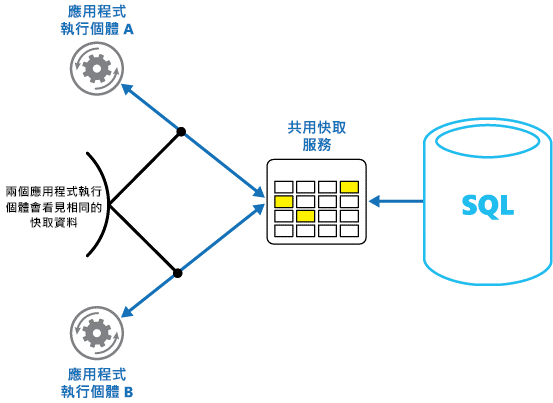 應用程式
執行個體 A
共用快取
服務
兩個應用程式執行
個體會看見相同的
快取資料
SQL
應用程式
執行個體 B